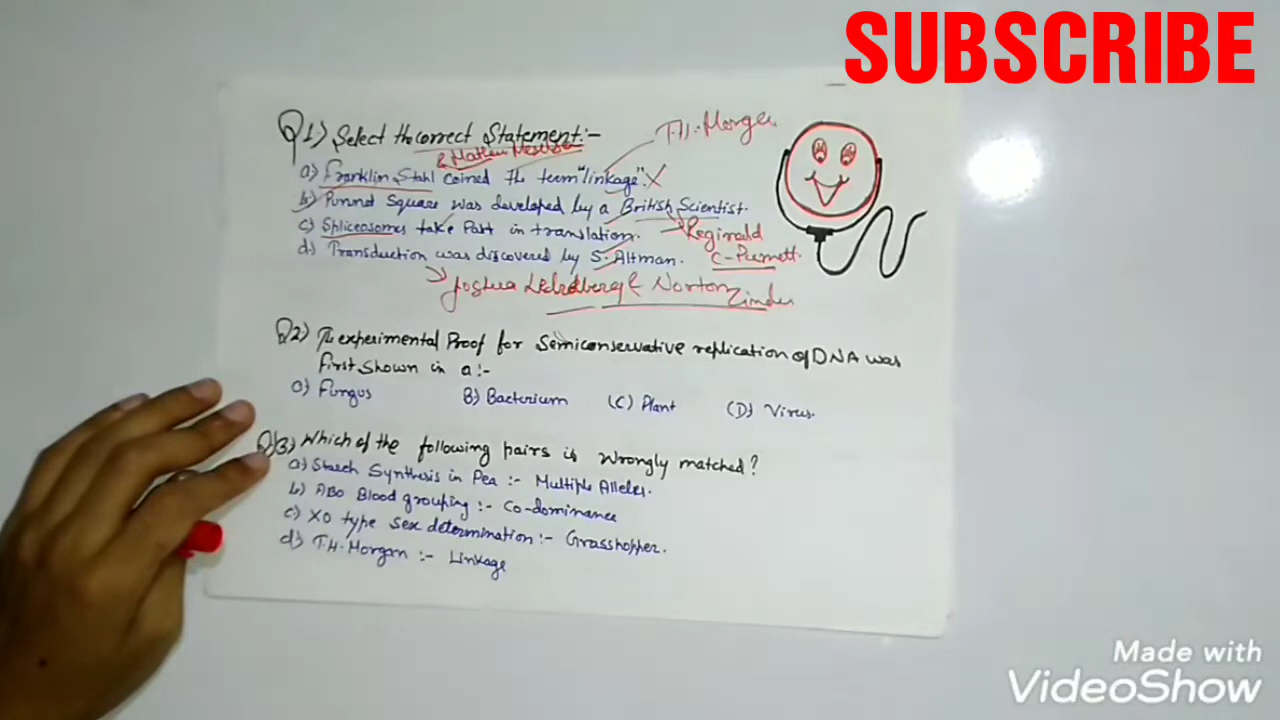 SUBSCRIBE
Q1) Select the correct Statement:-
T.H. Morgan
& Mathew
a) Franklin Stahl coined the term "linkage". X
b) Punnet Square was developed by a British Scientist.
c) Spliceosomes take Part in translation. → Reginald
d) Transduction was discovered by S. Altman. C-Punnett.
Joshua Lederberg & Norton Zinder
Q2) The experimental Proof for Semiconservative replication of DNA was
first shown in a:-
a) Fungus B) Bacterium (C) Plant (D) Virus.
Q3) Which of the following pairs is wrongly matched?
a) Starch Synthesis in Pea :- Multiple Alleles.
b) ABO Blood grouping :- Co-dominance
c) XO type Sex determination :- Grasshopper.
d) T.H. Morgan :- Linkage
Made with
VideoShow